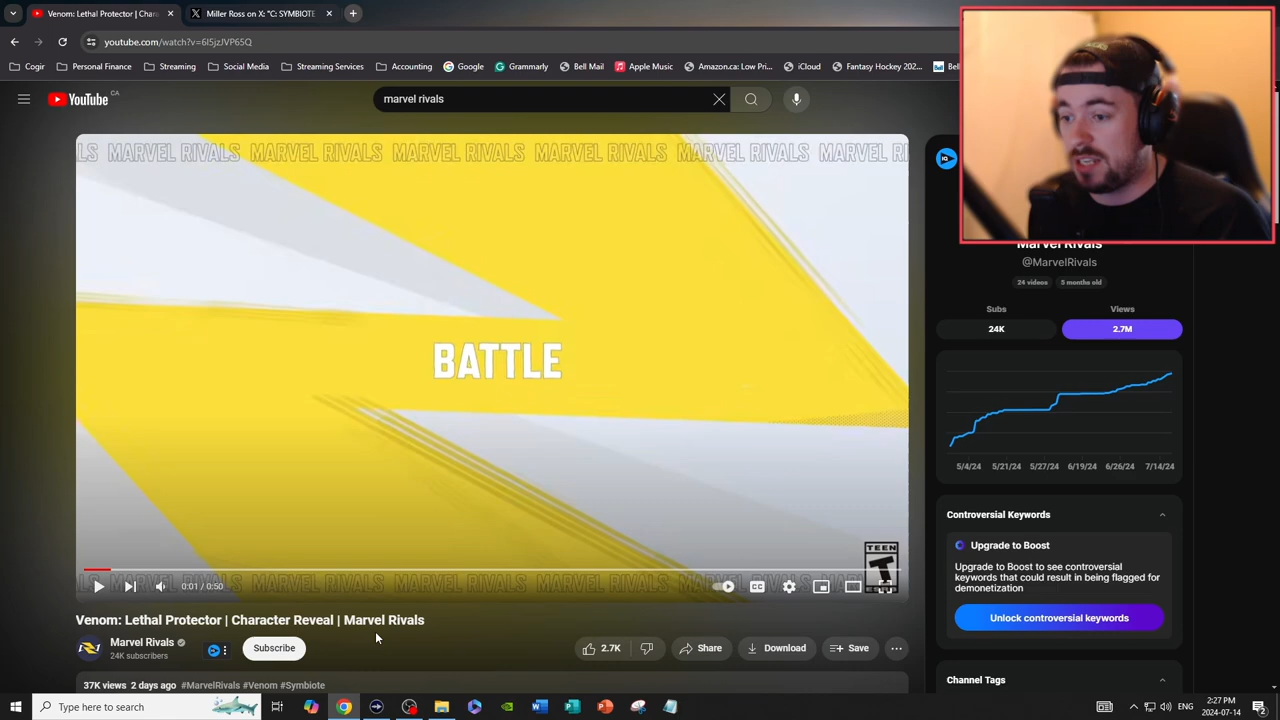 Venom: Lethal Protector | Chara
Miller Ross on X: "C: SYMBIOTE
youtube.com/watch?v=6I5jzJVP65Q
Cogir
Personal Finance
Streaming
Social Media
Streaming Services
Accounting
Google
Grammarly
Bell Mail
Apple Music
Amazon.ca: Low Pri...
iCloud
Fantasy Hockey 202...
Bell
YouTube CA
marvel rivals
LS MARVEL RIVALS MARVEL RIVALS MARVEL RIVALS MARVEL RIVALS MARVEL RIVALS MARVEL RI
BATTLE
TEEN
T
0:01 / 0:50
CC
Venom: Lethal Protector | Character Reveal | Marvel Rivals
Marvel Rivals
24K subscribers
IQ
Subscribe
2.7K
Share
Download
Save
37K views 2 days ago #MarvelRivals #Venom #Symbiote
Marvel Rivals
@MarvelRivals
24 videos
5 months old
Subs
Views
24K
2.7M
5/4/24 5/21/24 5/27/24 6/19/24 6/26/24 7/14/24
Controversial Keywords
Upgrade to Boost
Upgrade to Boost to see controversial
keywords that could result in being flagged for
demonetization
Unlock controversial keywords
Channel Tags
Type here to search
ENG
2:27 PM
2024-07-14
2